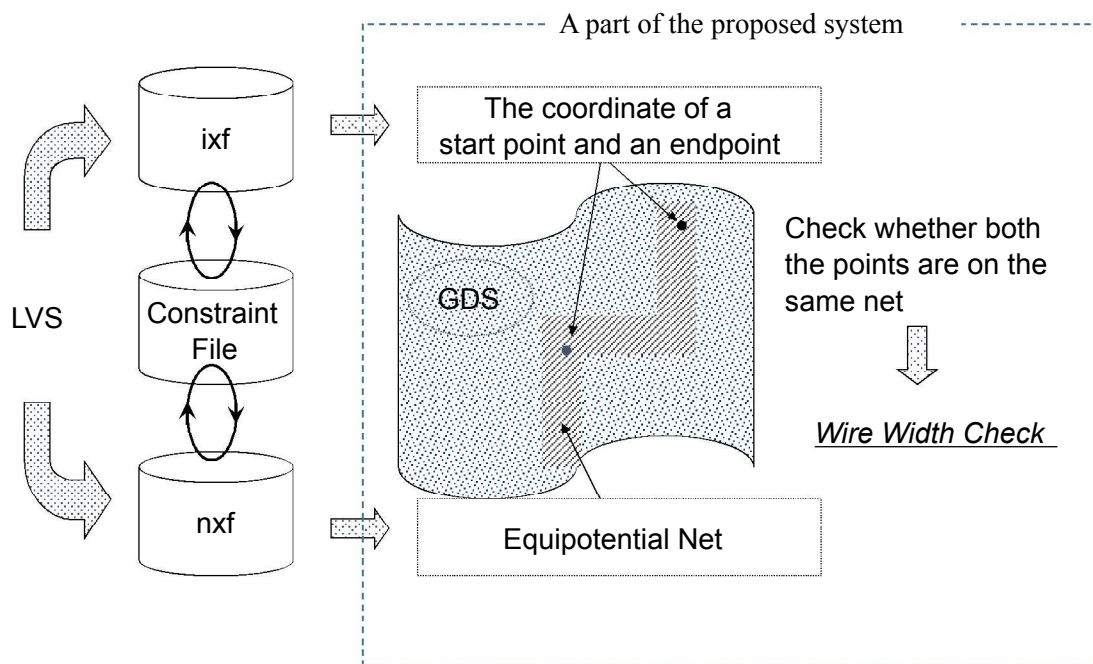 A part of the proposed system
ixf
The coordinate of a
start point and an endpoint
Check whether both
the points are on the
same net
GDS
LVS
Constraint
File
Wire Width Check
nxf
Equipotential Net